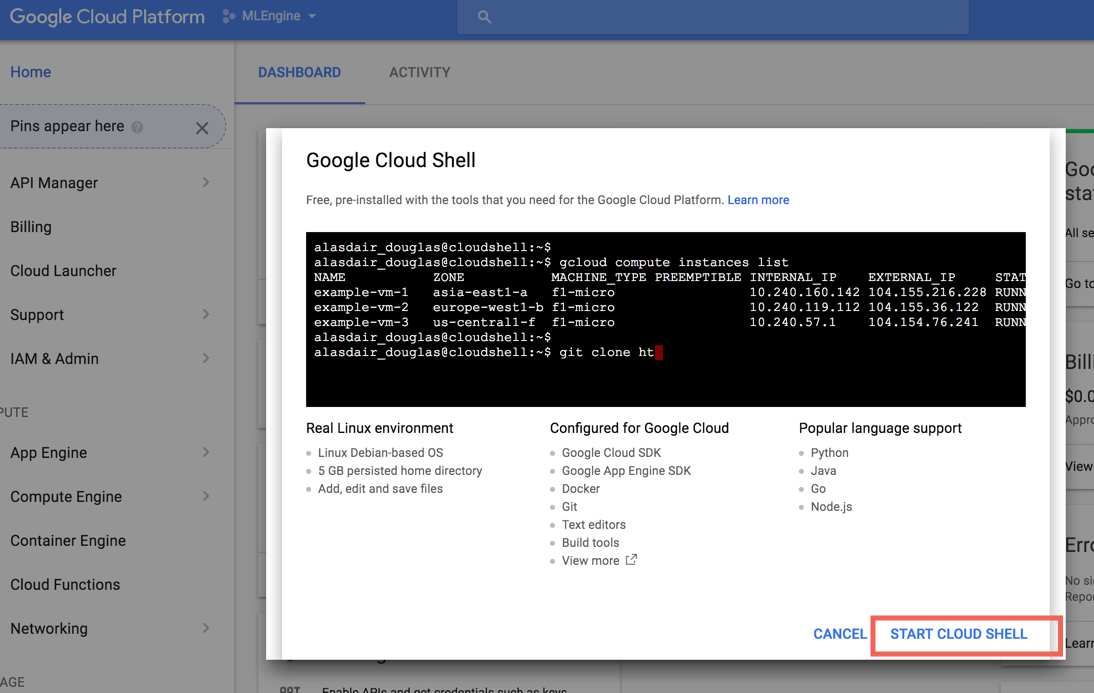 Google Cloud Platform
MLEngine
Home
DASHBOARD
ACTIVITY
Pins appear here
API Manager
Billing
Cloud Launcher
Support
IAM & Admin
PUTE
App Engine
Compute Engine
Container Engine
Cloud Functions
Networking
AGE
Google Cloud Shell
Free, pre-installed with the tools that you need for the Google Cloud Platform. Learn more
alasdair_douglas@cloudshell:~$
alasdair_douglas@cloudshell:~$ gcloud compute instances list
NAME ZONE MACHINE_TYPE PREEMPTIBLE INTERNAL_IP EXTERNAL_IP STAT
example-vm-1 asia-east1-a f1-micro 10.240.160.142 104.155.216.228 RUNN
example-vm-2 europe-west1-b f1-micro 10.240.119.112 104.155.36.122 RUNN
example-vm-3 us-central1-f f1-micro 10.240.57.1 104.154.76.241 RUNN
alasdair_douglas@cloudshell:~$
alasdair_douglas@cloudshell:~$ git clone ht
Real Linux environment
Linux Debian-based OS
5 GB persisted home directory
Add, edit and save files
Configured for Google Cloud
Google Cloud SDK
Google App Engine SDK
Docker
Git
Text editors
Build tools
View more
Popular language support
Python
Java
Go
Node.js
CANCEL
START CLOUD SHELL
Goo
stat
All se
Go to
Billi
$0.0
Appro
View
Erro
No si
Repor
Learn
Enable APIs and get credentials such as keys